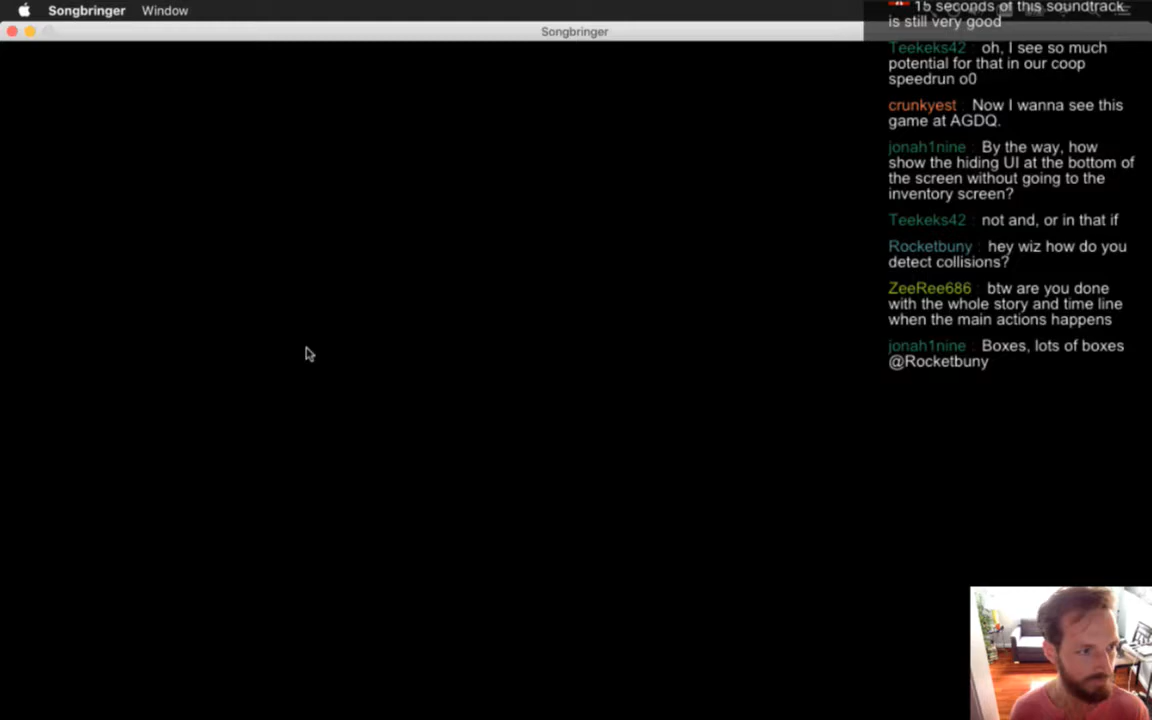 Songbringer Window
Songbringer
15 seconds of this soundtrack
is still very good
Teekeks42 : oh, I see so much
potential for that in our coop
speedrun o0
crunkyest : Now I wanna see this
game at AGDQ.
jonah1nine : By the way, how
show the hiding UI at the bottom of
the screen without going to the
inventory screen?
Teekeks42 : not and, or in that if
Rocketbuny : hey wiz how do you
detect collisions?
ZeeRee686 : btw are you done
with the whole story and time line
when the main actions happens
jonah1nine : Boxes, lots of boxes
@Rocketbuny